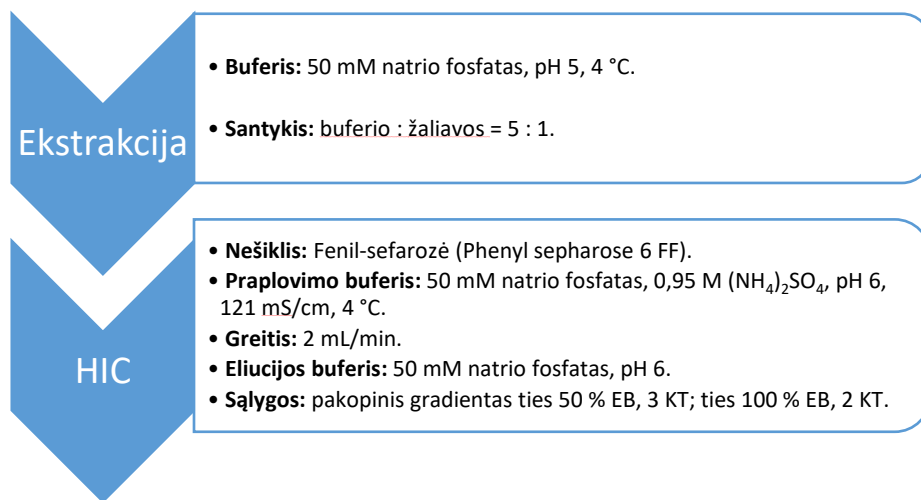 Ekstrakcija
• Buferis: 50 mM natrio fosfatas, pH 5, 4 °C.
• Santykis: buferio : žaliavos = 5 : 1.
HIC
• Nešiklis: Fenil-sefarozė (Phenyl sepharose 6 FF).
• Praplovimo buferis: 50 mM natrio fosfatas, 0,95 M (NH₄)₂SO₄, pH 6,
121 mS/cm, 4 °C.
• Greitis: 2 mL/min.
• Eliucijos buferis: 50 mM natrio fosfatas, pH 6.
• Sąlygos: pakopinis gradientas ties 50 % EB, 3 KT; ties 100 % EB, 2 KT.